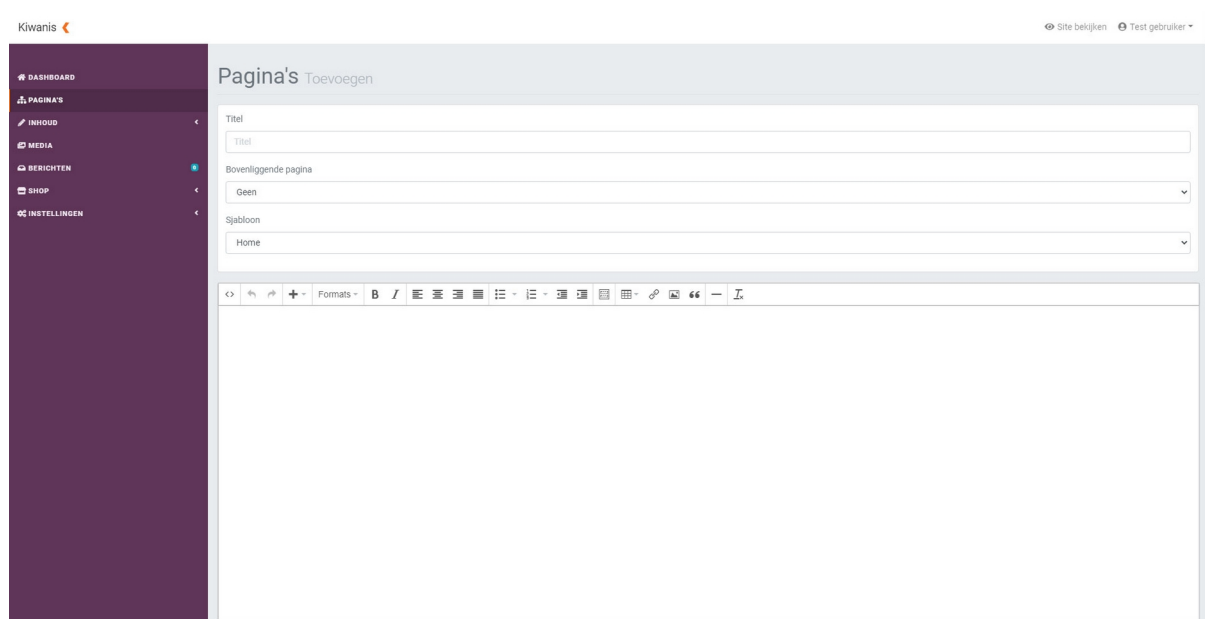 Kiwanis
Site bekijken
Test gebruiker
DASHBOARD
PAGINA'S
INHOUD
MEDIA
BERICHTEN 0
SHOP
INSTELLINGEN
Pagina's Toevoegen
Titel
Titel
Bovenliggende pagina
Geen
Sjabloon
Home
Formats B I